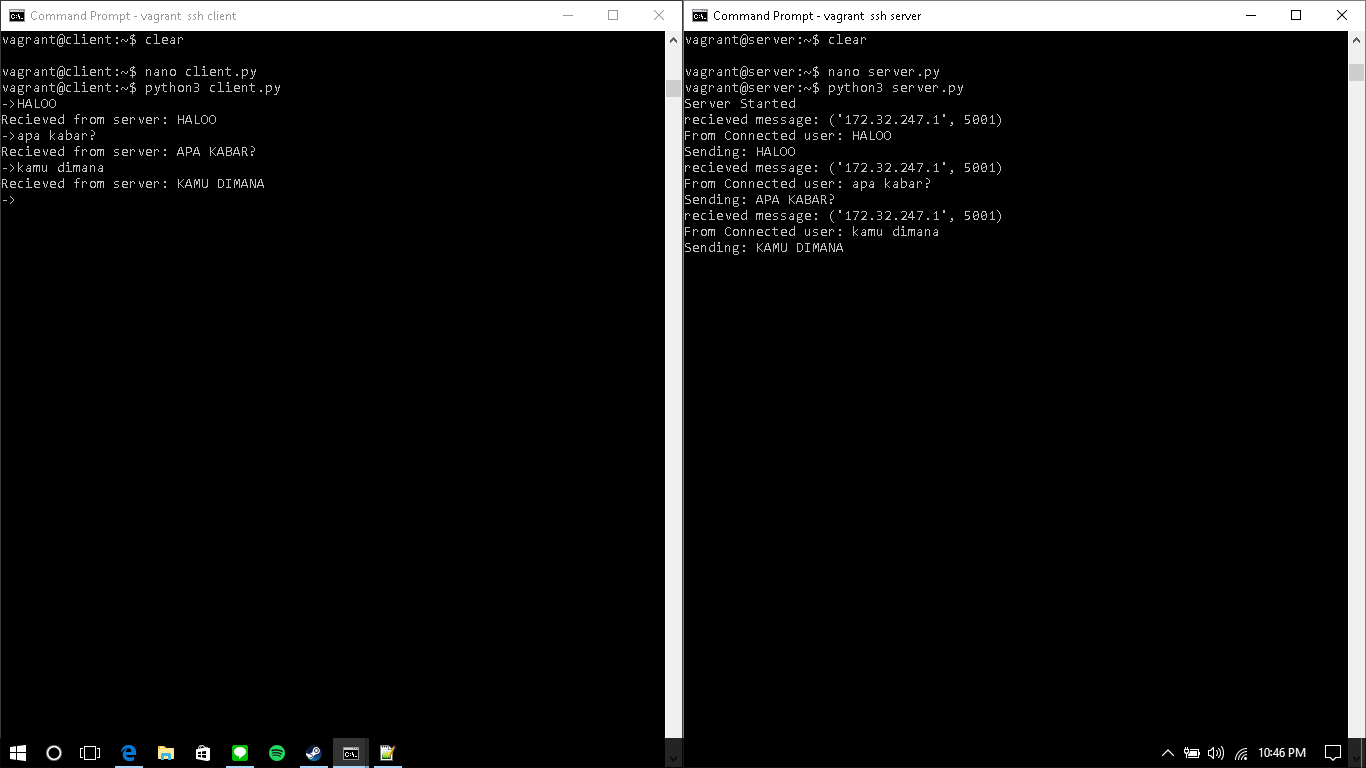 Command Prompt - vagrant  ssh client
vagrant@client:~$ clear
vagrant@client:~$ nano client.py
vagrant@client:~$ python3 client.py
->HALOO
Recieved from server: HALOO
->apa kabar?
Recieved from server: APA KABAR?
->kamu dimana
Recieved from server: KAMU DIMANA
->
Command Prompt - vagrant  ssh server
vagrant@server:~$ clear
vagrant@server:~$ nano server.py
vagrant@server:~$ python3 server.py
Server Started
recieved message: ('172.32.247.1', 5001)
From Connected user: HALOO
Sending: HALOO
recieved message: ('172.32.247.1', 5001)
From Connected user: apa kabar?
Sending: APA KABAR?
recieved message: ('172.32.247.1', 5001)
From Connected user: kamu dimana
Sending: KAMU DIMANA
10:46 PM